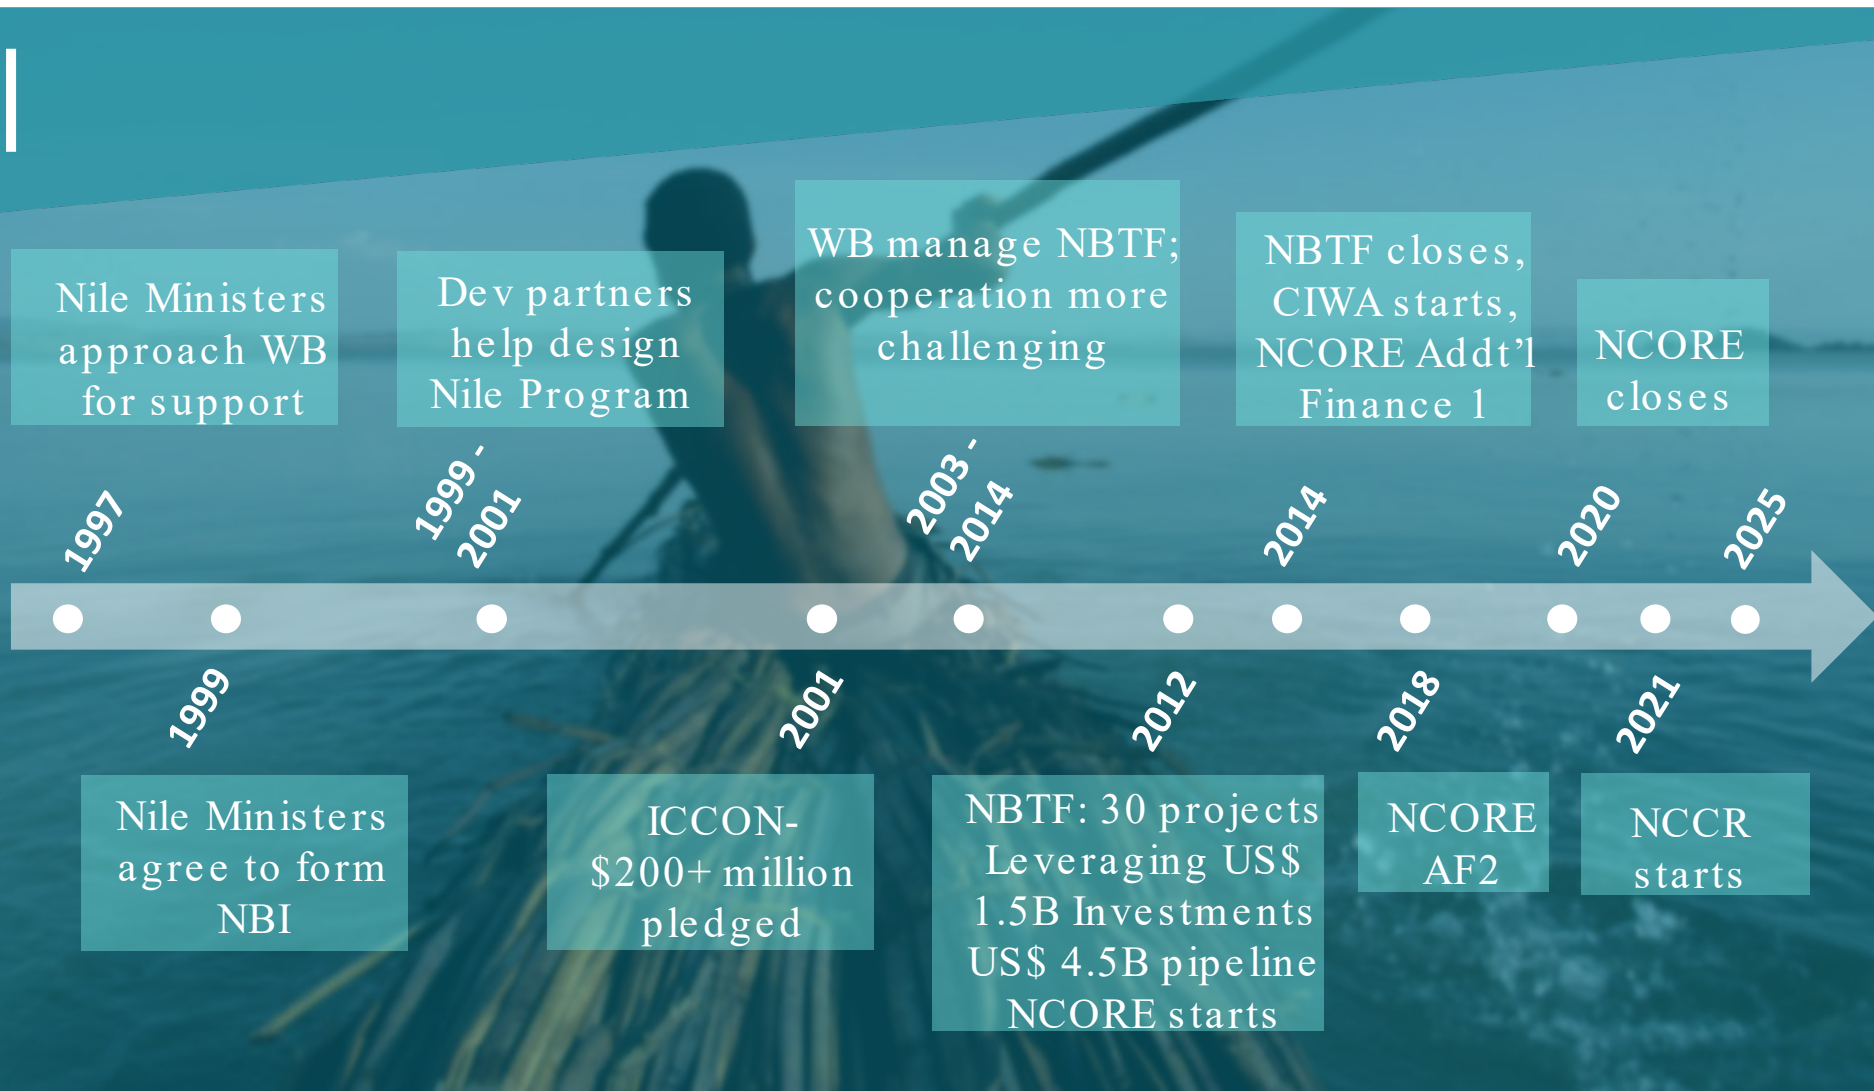 Nile Ministers
approach WB
for support
Dev partners
help design
Nile Program
WB manage NBTF;
cooperation more
challenging
NBTF closes,
CIWA starts,
NCORE Addt’l
Finance 1
NCORE
closes
1997
1999 -
2001
2003 -
2014
2014
2020
2025
1999
2001
2012
2018
2021
Nile Ministers
agree to form
NBI
ICCON-
$200+ million
pledged
NBTF: 30 projects
Leveraging US$
1.5B Investments
US$ 4.5B pipeline
NCORE starts
NCORE
AF2
NCCR
starts